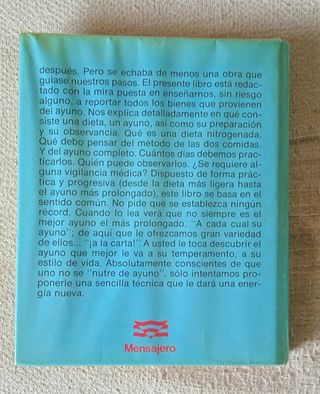 después. Pero se echaba de menos una obra que
guiase nuestros pasos. El presente libro está redac-
tado con la mira puesta en enseñarnos, sin riesgo
alguno, a reportar todos los bienes que provienen
del ayuno. Nos explica detalladamente en qué con-
siste una dieta, un ayuno, así como su preparación
y su observancia. Qué es una dieta nitrogenada.
Qué debo pensar del método de las dos comidas.
Y del ayuno completo. Cuántos días debemos prac-
ticarlos. Quién puede observarlos. ¿Se requiere al-
guna vigilancia médica? Dispuesto de forma prác-
tica y progresiva (desde la dieta más ligera hasta
el ayuno más prolongado), este libro se basa en el
sentido común. No pide que se establezca ningún
récord. Cuando lo lea verá que no siempre es el
mejor ayuno el más prolongado. "A cada cual su
ayuno"; de aquí que le ofrezcamos gran variedad
de ellos... "¡a la carta!" A usted le toca descubrir el
ayuno que mejor le va a su temperamento, a su
estilo de vida. Absolutamente conscientes de que
uno no se "nutre de ayuno", sólo intentamos pro-
ponerle una sencilla técnica que le dará una ener-
gía nueva.
Mensajero